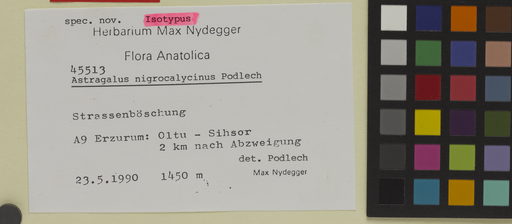 spec. nov. Isotypus
Herbarium Max Nydegger
Flora Anatolica
45513
Astragalus nigrocalycinus Podlech
Strassenböschung
A9 Erzurum: Oltu - Sihsor
2 km nach Abzweigung
det. Podlech
23.5.1990 1450 m
Max Nydegger